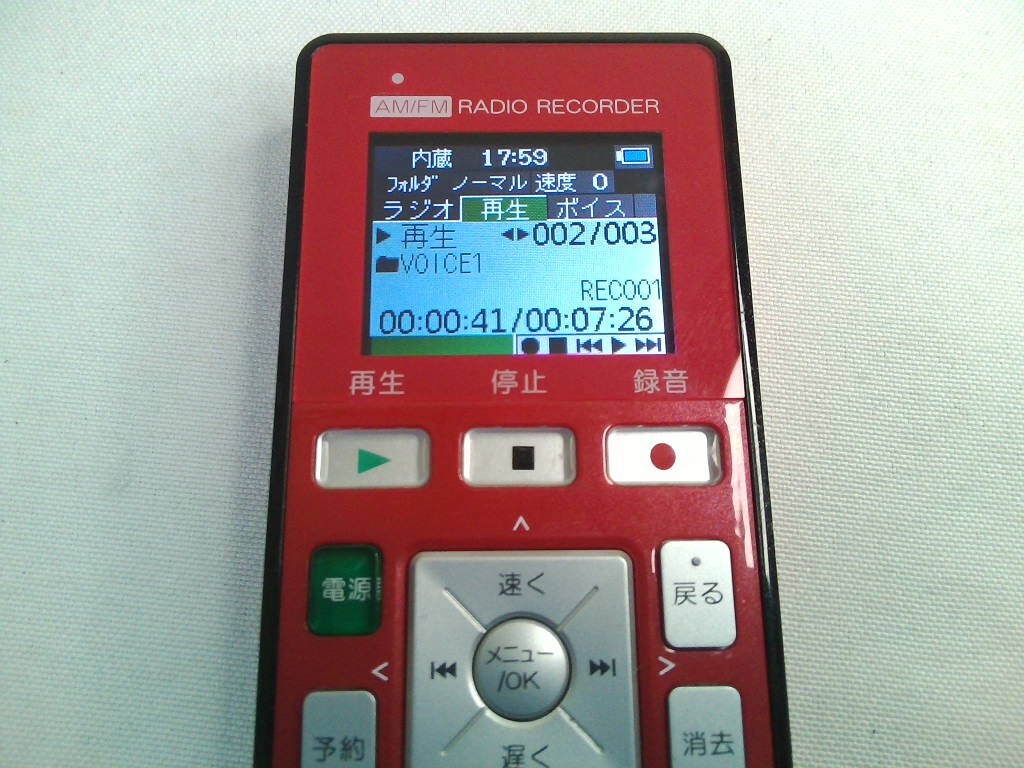 AM/FM RADIO RECORDER
内蔵 17:59
フォルダ ノーマル 速度 0
ラジオ 再生 ボイス
再生 002/003
VOICE1
REC001
00:00:41/00:07:26
再生 停止 録音
電源
速く
戻る
メニュー
/OK
予約
遅く
消去